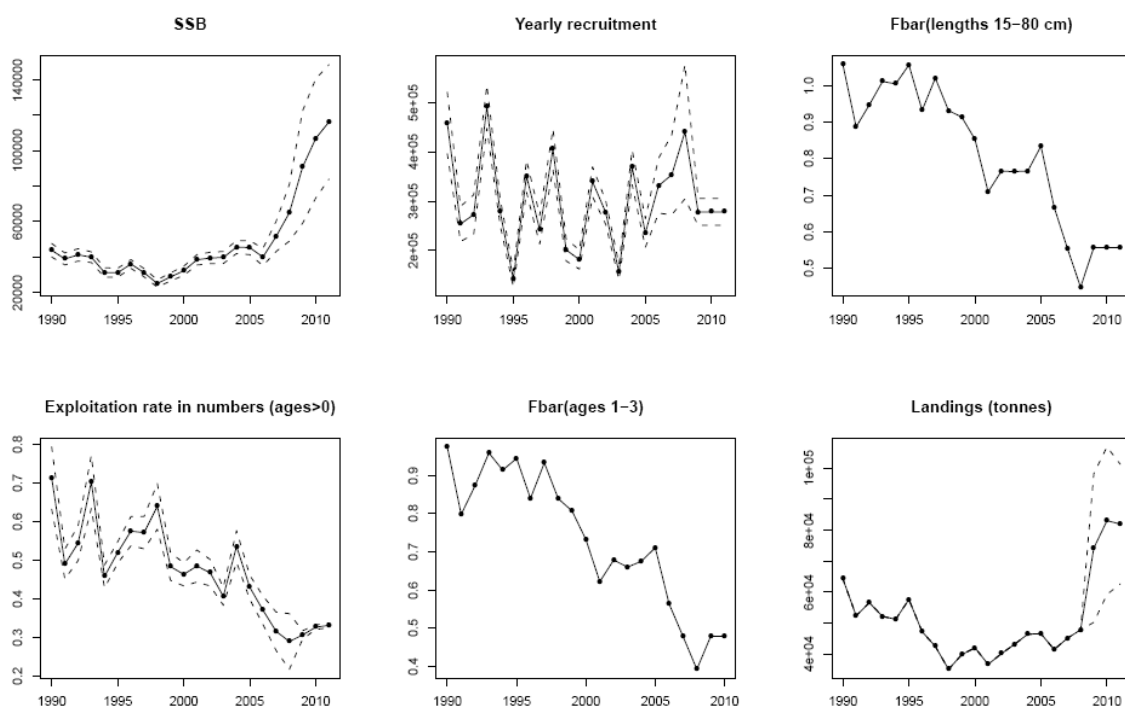 SSB
Yearly recruitment
Fbar(lengths 15−80 cm)
140000
100000
60000
20000
1990 1995 2000 2005 2010
5e+05
4e+05
3e+05
2e+05
1990 1995 2000 2005 2010
1.0
0.9
0.8
0.7
0.6
0.5
1990 1995 2000 2005 2010
Exploitation rate in numbers (ages>0)
Fbar(ages 1−3)
Landings (tonnes)
0.8
0.7
0.6
0.5
0.4
0.3
0.2
1990 1995 2000 2005 2010
0.9
0.8
0.7
0.6
0.5
0.4
1990 1995 2000 2005 2010
1e+05
8e+04
6e+04
4e+04
1990 1995 2000 2005 2010